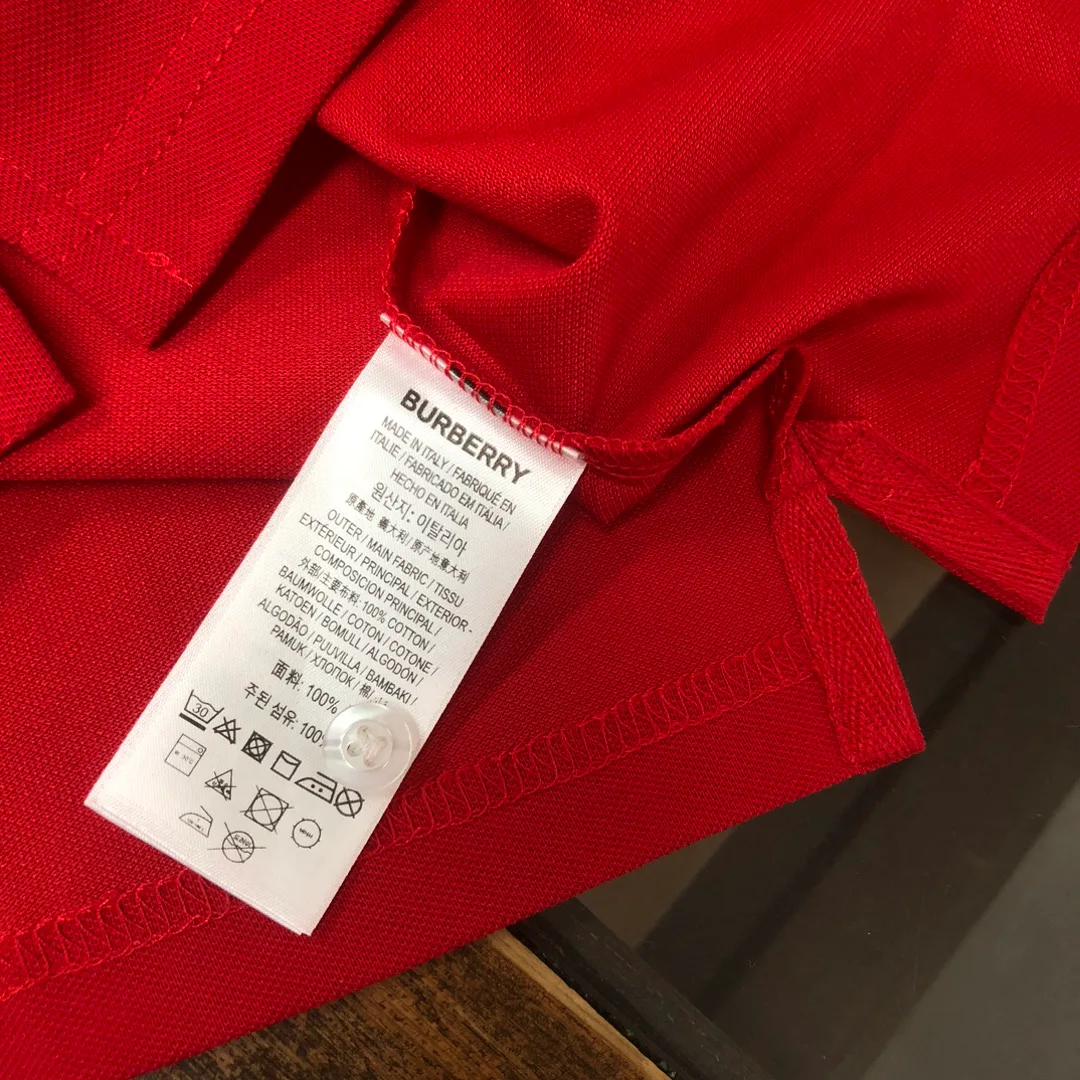 BURBERRY
MADE IN ITALY / FABRIQUÉ EN
ITALIE / FABRICADO EM ITALIA /
HECHO EN ITALIA
원산지: 이탈리아
原產地 義大利 / 原产地意大利
OUTER / MAIN FABRIC / TISSU
EXTÉRIEUR / PRINCIPAL / EXTERIOR -
COMPOSICION PRINCIPAL /
外部/主要布料: 100% COTTON /
BAUMWOLLE / COTON / COTONE /
KATOEN / BOMULL / ALGODÓN /
ALGODÃO / PUUVILLA / BAMBAKI /
PAMUK / ХЛОПОК / 棉/
面料: 100%
주된 섬유: 100%
30